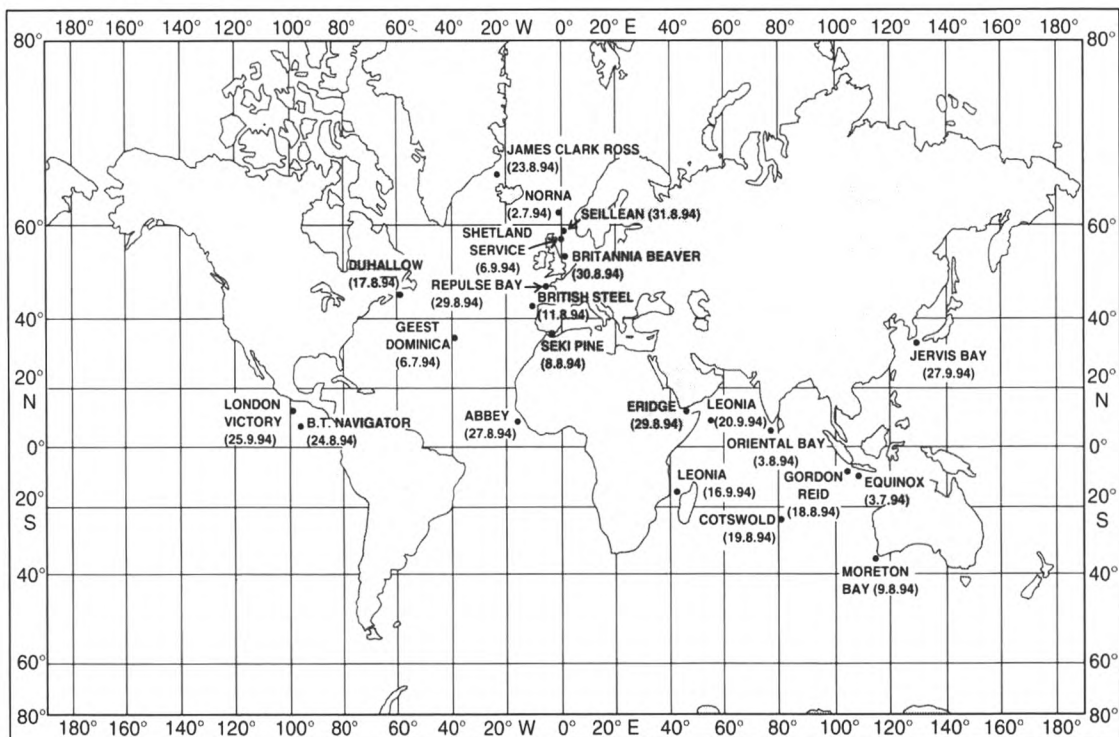 120° 100° 80° 60° 40° 20° W 0° 20° E 40° 60° 80° 100° 120° 140° 160° 180°
80° 80°
JAMES CLARK ROSS
(23.8.94)
NORNA
(2.7.94)
SEILLEAN (31.8.94)
60° 60°
SHETLAND
SERVICE
(6.9.94)
BRITANNIA BEAVER
(30.8.94)
DUHALLOW
(17.8.94)
REPULSE BAY
(29.8.94)
BRITISH STEEL
(11.8.94)
GEEST
DOMINICA
(6.7.94)
40° 40°
SEKI PINE
(8.8.94)
JERVIS BAY
(27.9.94)
20° 20°
N N
LONDON
VICTORY
(25.9.94)
B.T. NAVIGATOR
(24.8.94)
ABBEY
(27.8.94)
ERIDGE
(29.8.94)
LEONIA
(20.9.94)
ORIENTAL BAY
(3.8.94)
0° 0°
LEONIA
(16.9.94)
GORDON
REID
(18.8.94)
EQUINOX
(3.7.94)
20° 20°
S S
COTSWOLD
(19.8.94)
MORETON
BAY (9.8.94)
40° 40°
60° 60°
80° 80°
180° 160° 140° 120° 100° 80° 60° 40° 20° W 0° 20° E 40° 60° 80° 100° 120° 140° 160° 180°